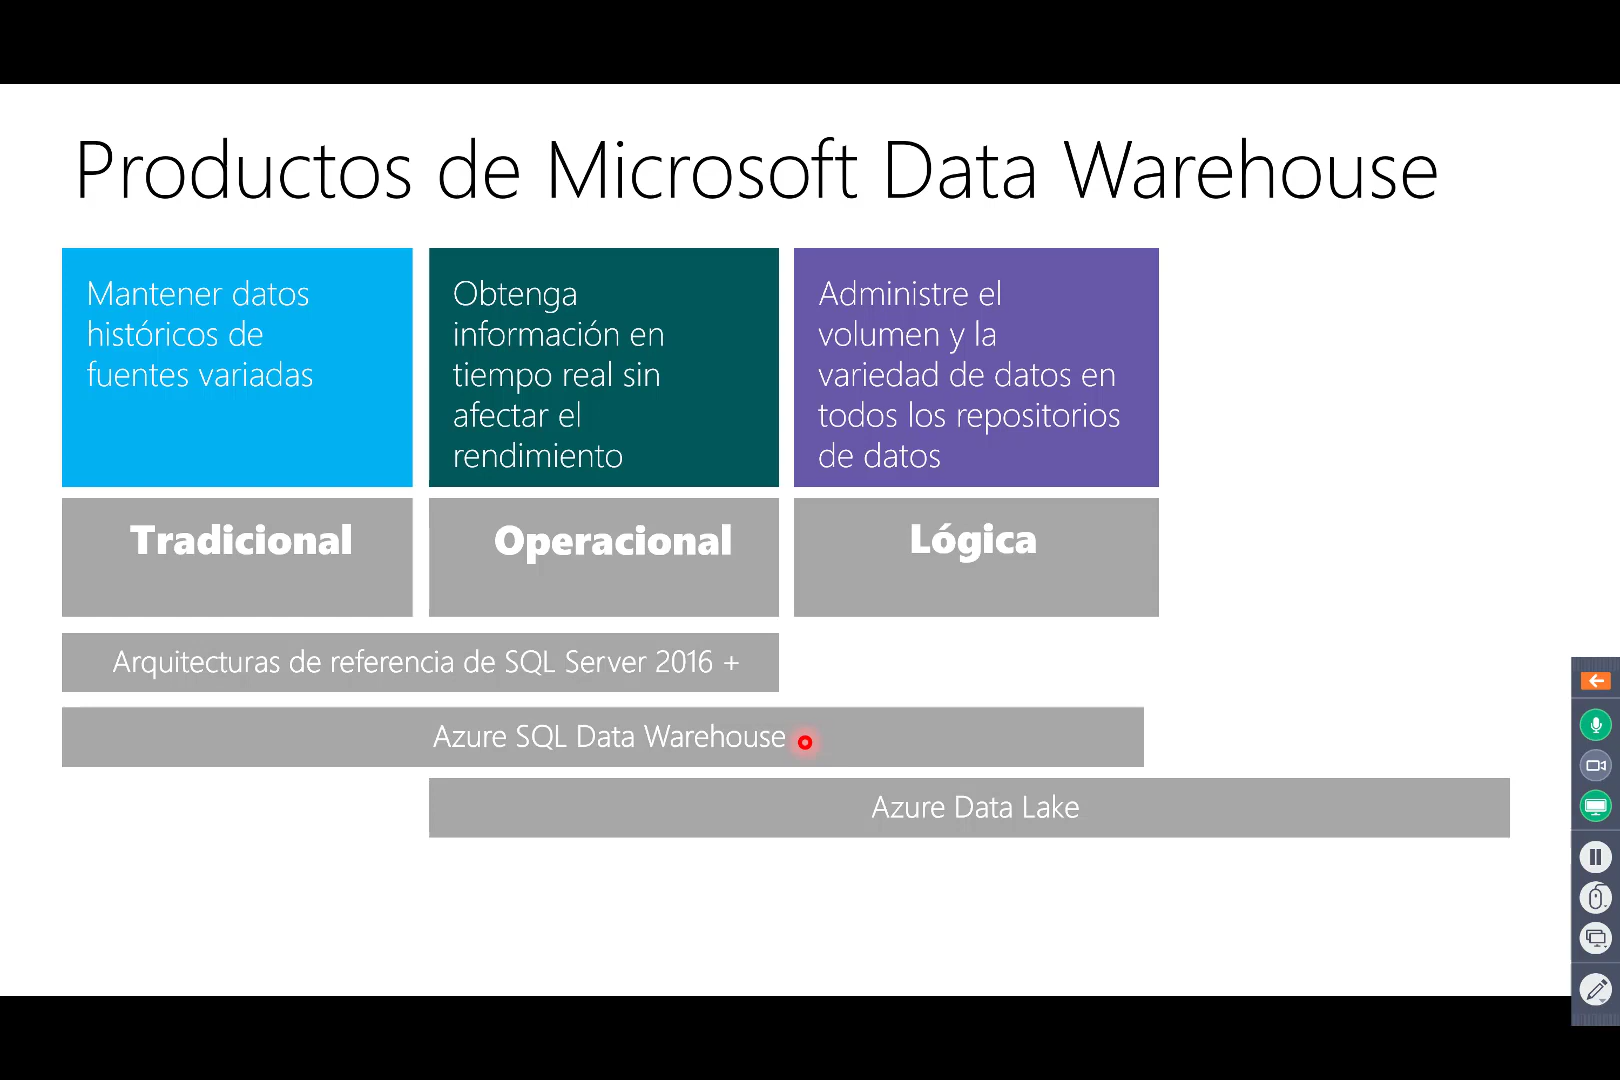 Productos de Microsoft Data Warehouse
Mantener datos
históricos de
fuentes variadas
Obtenga
información en
tiempo real sin
afectar el
rendimiento
Administre el
volumen y la
variedad de datos en
todos los repositorios
de datos
Tradicional
Operacional
Lógica
Arquitecturas de referencia de SQL Server 2016 +
Azure SQL Data Warehouse
Azure Data Lake